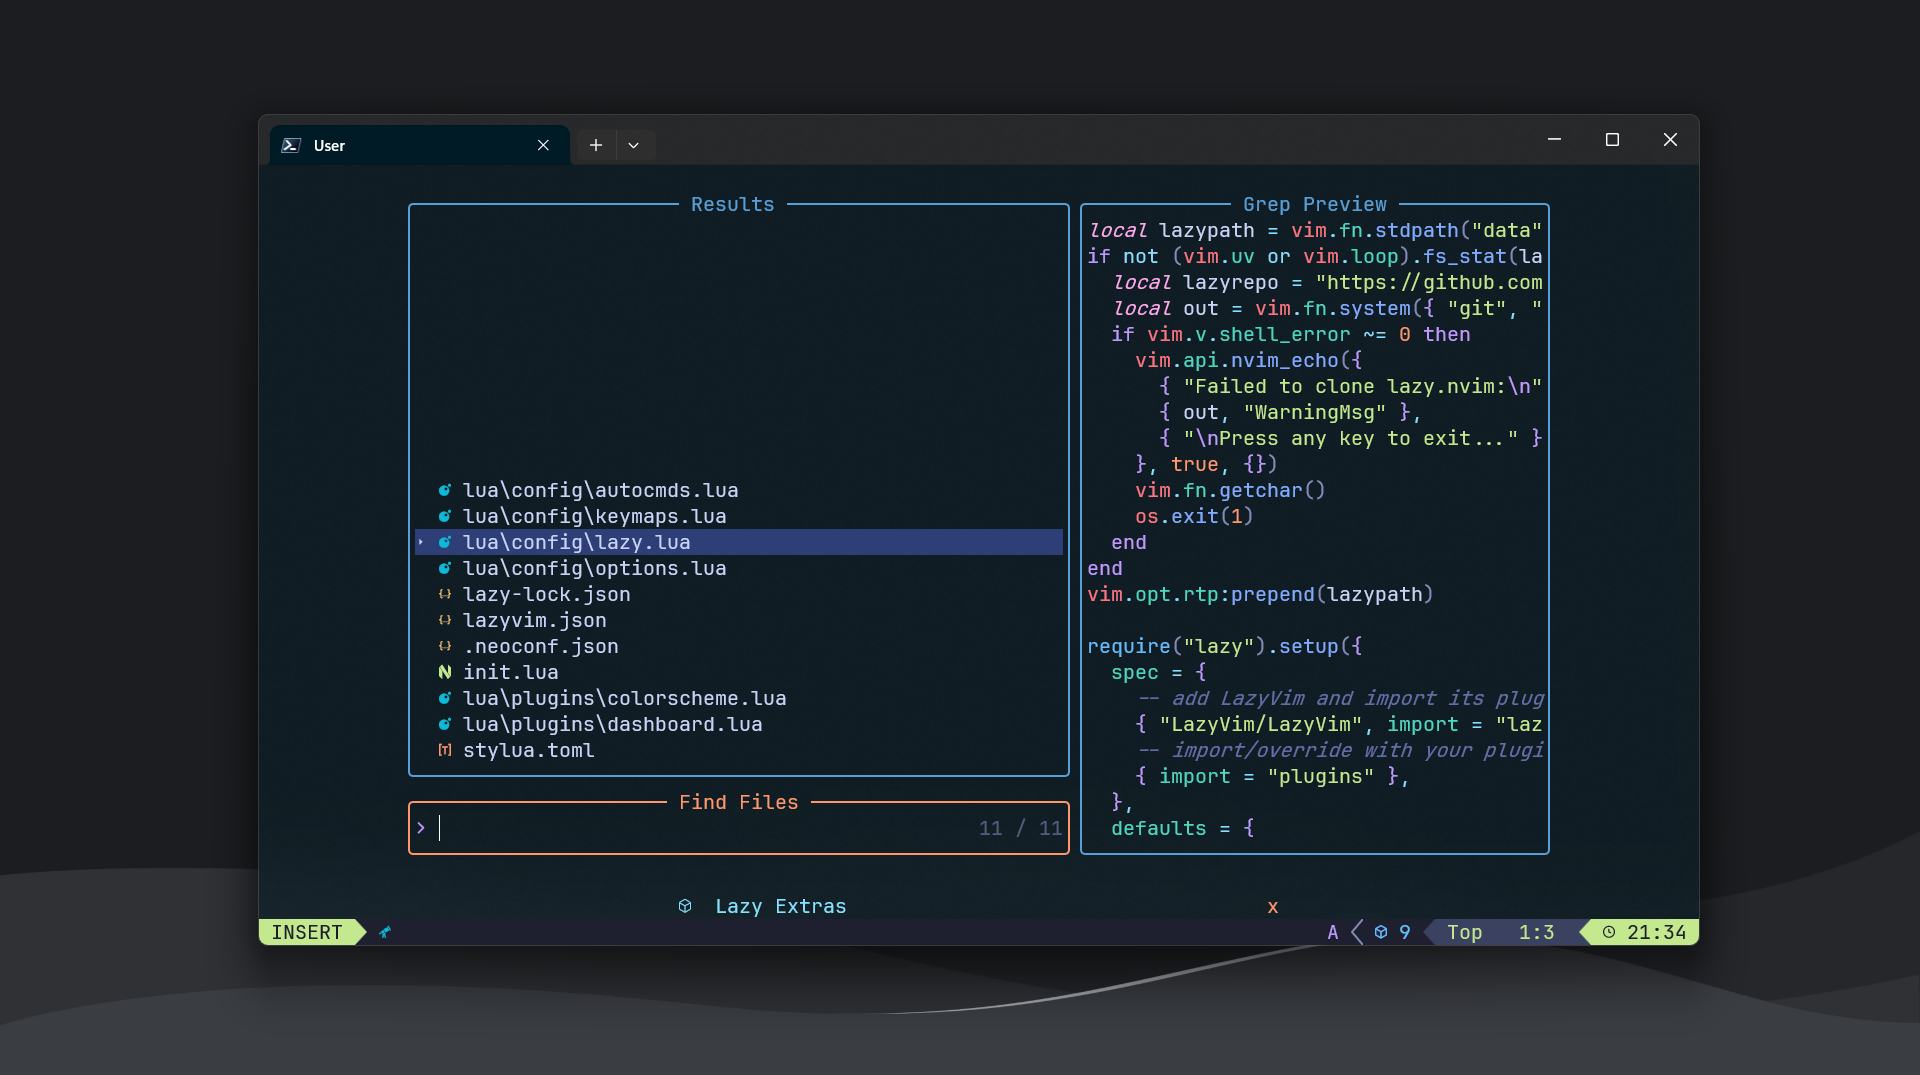 User
Results
lua\config\autocmds.lua
lua\config\keymaps.lua
lua\config\lazy.lua
lua\config\options.lua
lazy-lock.json
lazyvim.json
.neoconf.json
init.lua
lua\plugins\colorscheme.lua
lua\plugins\dashboard.lua
stylua.toml
Find Files
> 11 / 11
Grep Preview
local lazypath = vim.fn.stdpath("data"
if not (vim.uv or vim.loop).fs_stat(la
  local lazyrepo = "https://github.com
  local out = vim.fn.system({ "git", "
  if vim.v.shell_error ~= 0 then
    vim.api.nvim_echo({
      { "Failed to clone lazy.nvim:\n"
      { out, "WarningMsg" },
      { "\nPress any key to exit..." }
    }, true, {})
    vim.fn.getchar()
    os.exit(1)
  end
end
vim.opt.rtp:prepend(lazypath)
require("lazy").setup({
  spec = {
    -- add LazyVim and import its plug
    { "LazyVim/LazyVim", import = "laz
    -- import/override with your plugi
    { import = "plugins" },
  },
  defaults = {
Lazy Extras x
INSERT A 9 Top 1:3 21:34